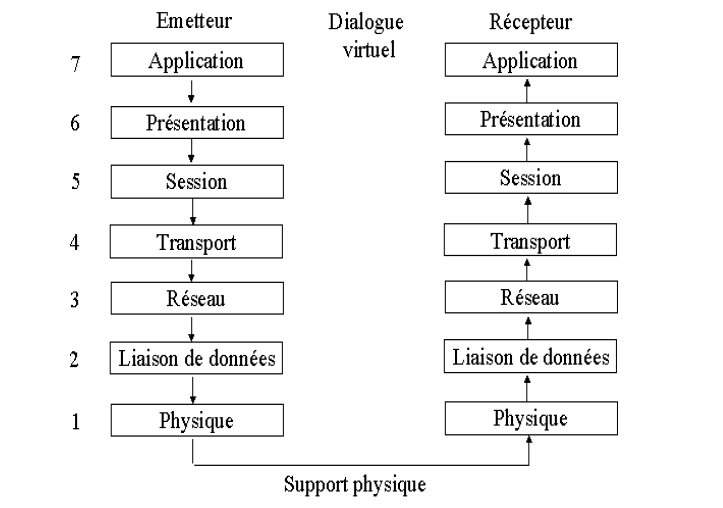 Emetteur Dialogue virtuel Récepteur
7 Application Application
6 Présentation Présentation
5 Session Session
4 Transport Transport
3 Réseau Réseau
2 Liaison de données Liaison de données
1 Physique Physique
Support physique